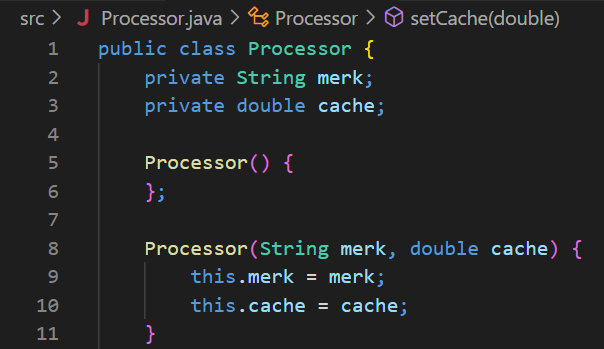 src > J Processor.java > Processor > setCache(double)
1 public class Processor {
2     private String merk;
3     private double cache;
4
5     Processor() {
6     };
7
8     Processor(String merk, double cache) {
9         this.merk = merk;
10         this.cache = cache;
11     }